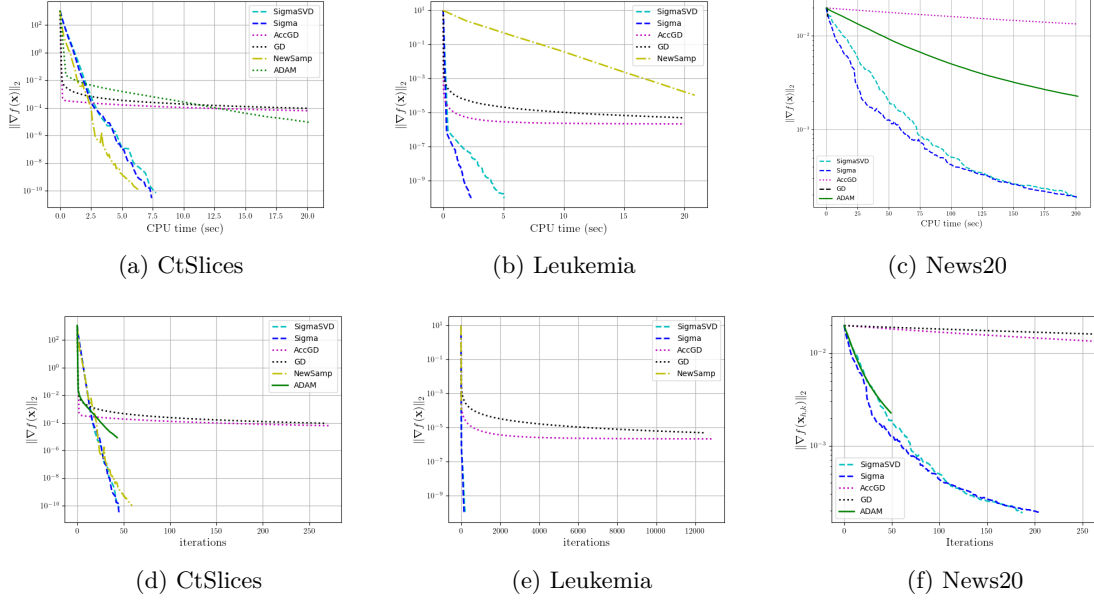 10²
10⁰
10⁻²
10⁻⁴
10⁻⁶
10⁻⁸
10⁻¹⁰
‖∇f(x)‖₂
0.0 2.5 5.0 7.5 10.0 12.5 15.0 17.5 20.0
CPU time (sec)
SigmaSVD
Sigma
AccGD
GD
NewSamp
ADAM
(a) CtSlices
10¹
10⁻¹
10⁻³
10⁻⁵
10⁻⁷
10⁻⁹
‖∇f(x)‖₂
0 5 10 15 20
CPU time (sec)
SigmaSVD
Sigma
AccGD
GD
NewSamp
(b) Leukemia
10⁻²
10⁻³
‖∇f(x)‖₂
0 25 50 75 100 125 150 175 200
CPU time (sec)
SigmaSVD
Sigma
AccGD
GD
ADAM
(c) News20
10²
10⁰
10⁻²
10⁻⁴
10⁻⁶
10⁻⁸
10⁻¹⁰
‖∇f(x)‖₂
0 50 100 150 200 250
iterations
SigmaSVD
Sigma
AccGD
GD
NewSamp
ADAM
(d) CtSlices
10¹
10⁻¹
10⁻³
10⁻⁵
10⁻⁷
10⁻⁹
‖∇f(x)‖₂
0 2000 4000 6000 8000 10000 12000
iterations
SigmaSVD
Sigma
AccGD
GD
NewSamp
(e) Leukemia
10⁻²
10⁻³
‖∇f(x_{h,k})‖₂
0 50 100 150 200 250
Iterations
SigmaSVD
Sigma
AccGD
GD
ADAM
(f) News20